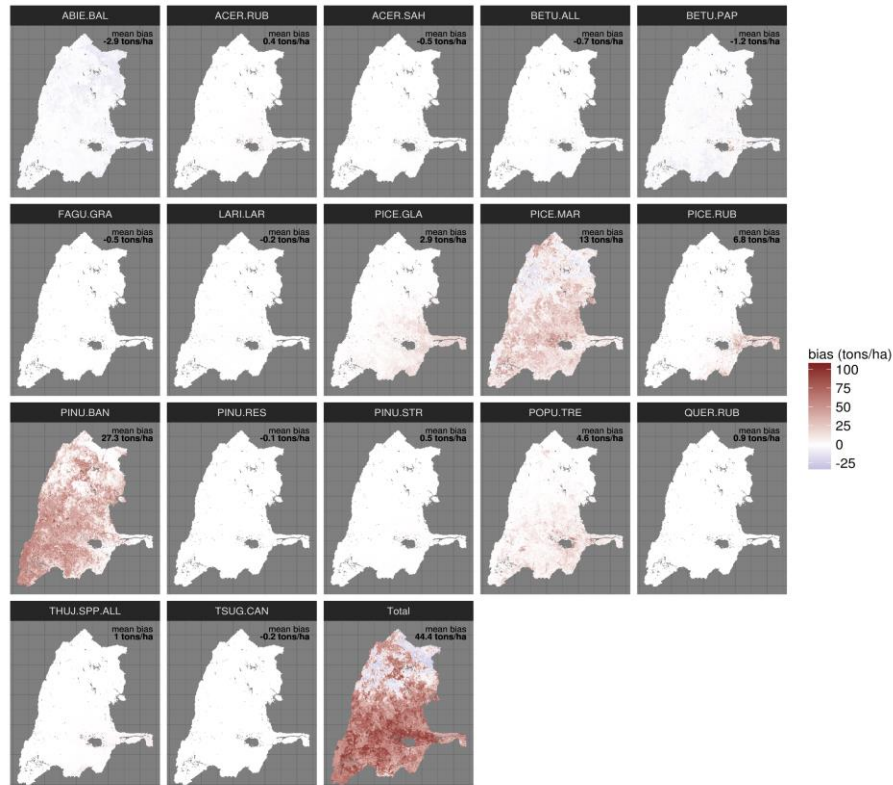 ABIE.BAL
mean bias
-2.9 tons/ha
ACER.RUB
mean bias
0.4 tons/ha
ACER.SAH
mean bias
-0.5 tons/ha
BETU.ALL
mean bias
-0.7 tons/ha
BETU.PAP
mean bias
-1.2 tons/ha
FAGU.GRA
mean bias
-0.5 tons/ha
LARI.LAR
mean bias
-0.2 tons/ha
PICE.GLA
mean bias
2.9 tons/ha
PICE.MAR
mean bias
13 tons/ha
PICE.RUB
mean bias
6.8 tons/ha
PINU.BAN
mean bias
27.3 tons/ha
PINU.RES
mean bias
-0.1 tons/ha
PINU.STR
mean bias
0.5 tons/ha
POPU.TRE
mean bias
4.6 tons/ha
QUER.RUB
mean bias
0.9 tons/ha
THUJ.SPP.ALL
mean bias
1 tons/ha
TSUG.CAN
mean bias
-0.2 tons/ha
Total
mean bias
44.4 tons/ha
bias (tons/ha)
100
75
50
25
0
-25